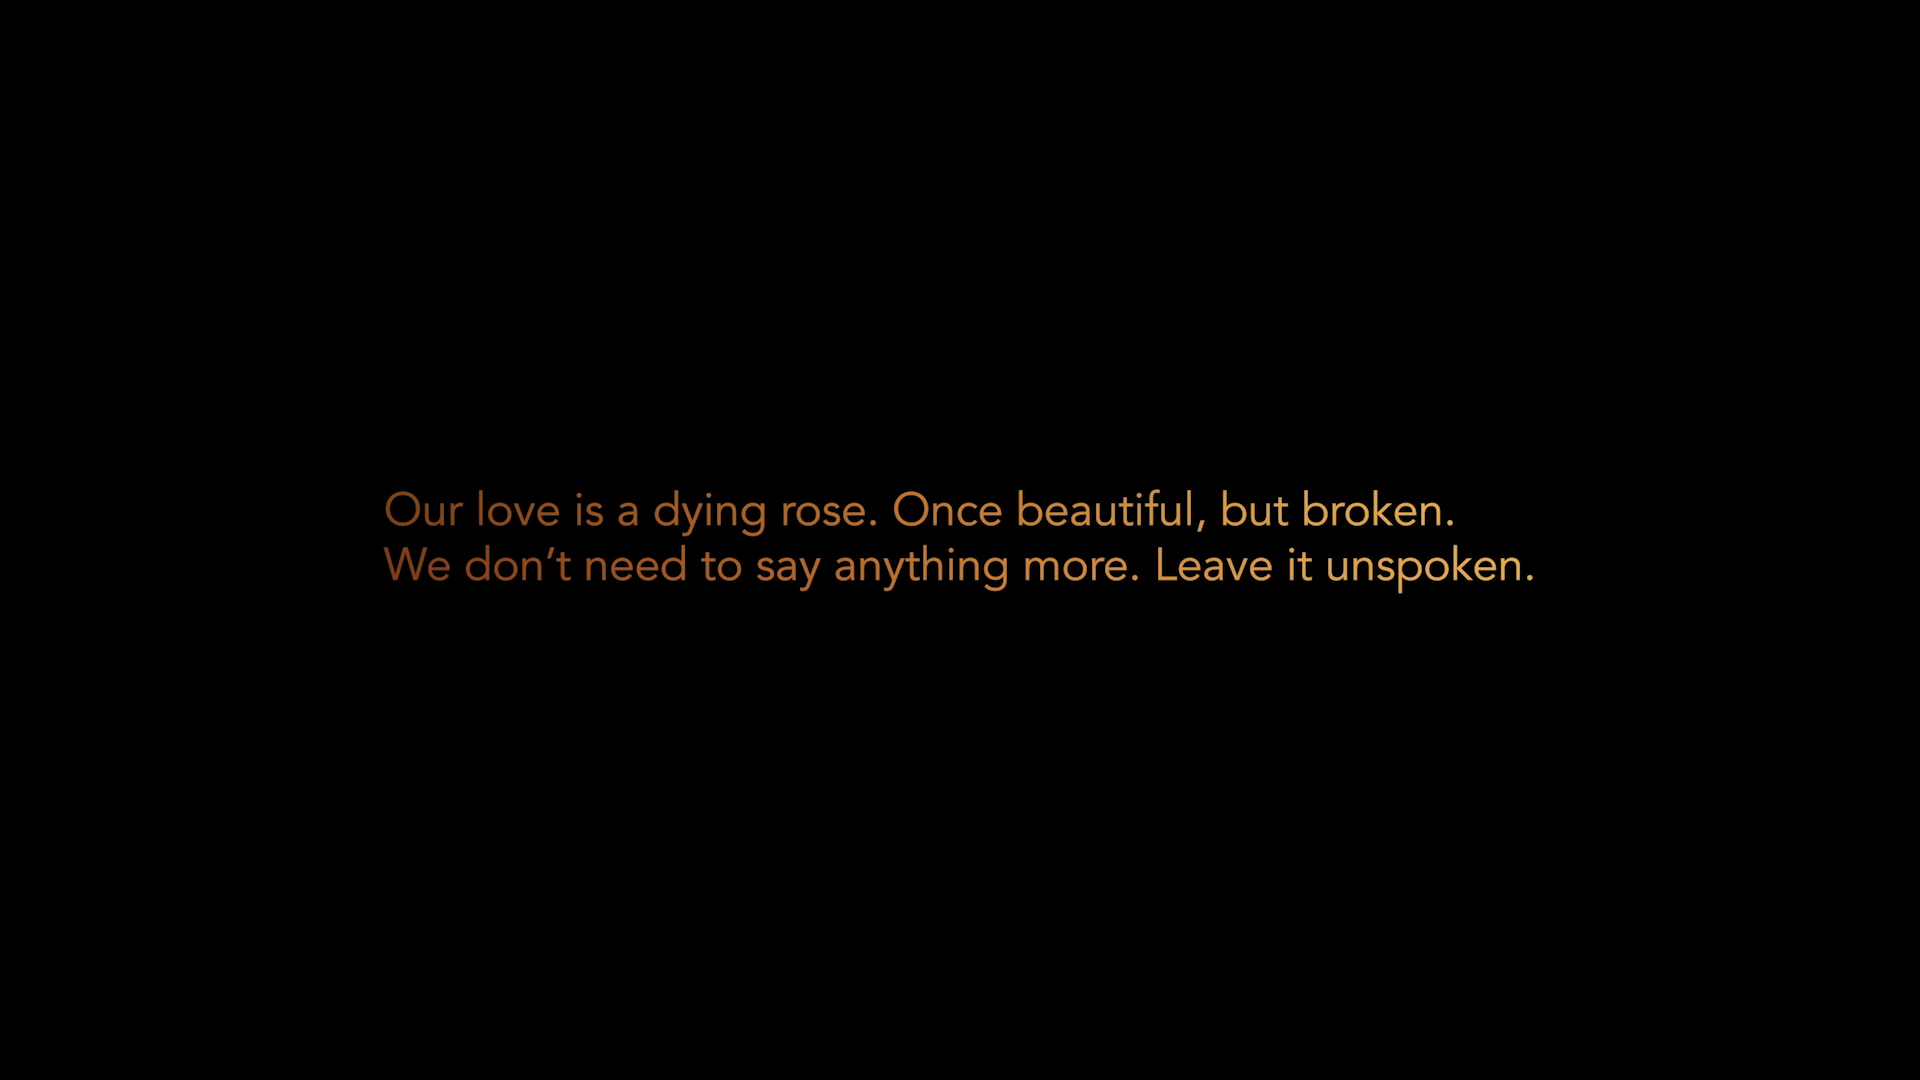 Our love is a dying rose. Once beautiful, but broken.
We don’t need to say anything more. Leave it unspoken.